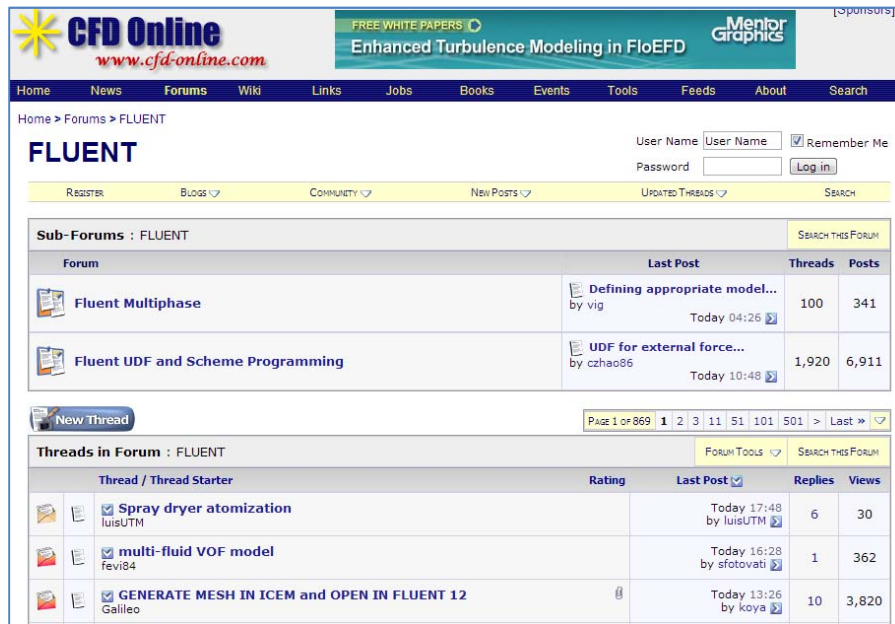 [Sponsors]
CFD Online
www.cfd-online.com
FREE WHITE PAPERS
Enhanced Turbulence Modeling in FloEFD
Mentor Graphics
Home News Forums Wiki Links Jobs Books Events Tools Feeds About Search
Home > Forums > FLUENT
FLUENT
User Name User Name Remember Me
Password Log in
REGISTER BLOGS COMMUNITY NEW POSTS UPDATED THREADS SEARCH
Sub-Forums : FLUENT SEARCH THIS FORUM
Forum Last Post Threads Posts
Fluent Multiphase
Defining appropriate model...
by vig
Today 04:26
100 341
Fluent UDF and Scheme Programming
UDF for external force...
by czhao86
Today 10:48
1,920 6,911
New Thread
PAGE 1 OF 869 1 2 3 11 51 101 501 > Last »
Threads in Forum : FLUENT FORUM TOOLS SEARCH THIS FORUM
Thread / Thread Starter Rating Last Post Replies Views
Spray dryer atomization
luisUTM
Today 17:48
by luisUTM
6 30
multi-fluid VOF model
fevi84
Today 16:28
by sfotovati
1 362
GENERATE MESH IN ICEM and OPEN IN FLUENT 12
Galileo
Today 13:26
by koya
10 3,820